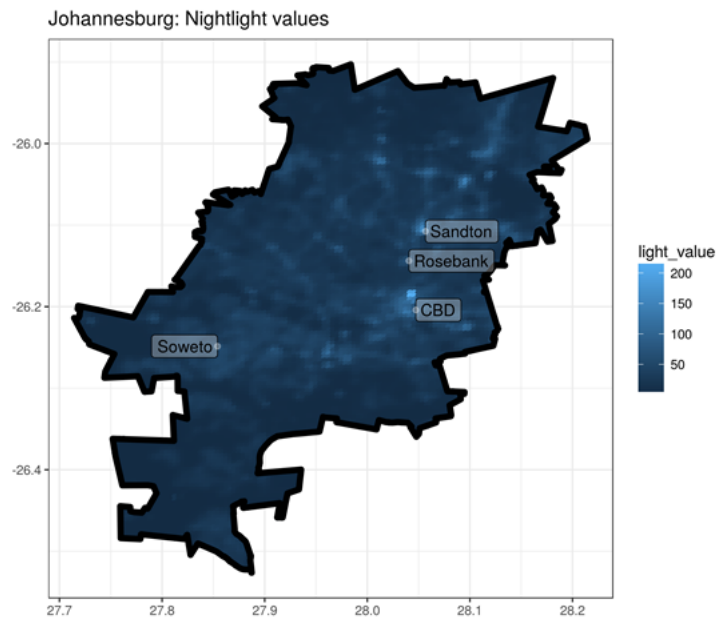 Johannesburg: Nightlight values
-26.0
-26.2
-26.4
Sandton
Rosebank
CBD
Soweto
light_value
200
150
100
50
27.7 27.8 27.9 28.0 28.1 28.2